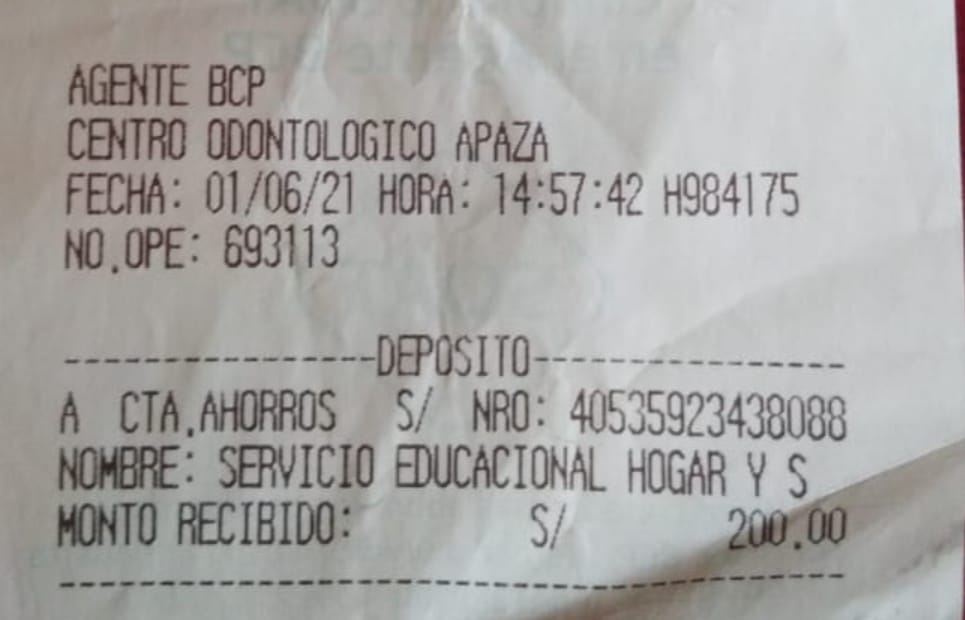 AGENTE BCP
CENTRO ODONTOLOGICO APAZA
FECHA: 01/06/21 HORA: 14:57:42 H984175
NO.OPE: 693113
----------------DEPOSITO----------------
A CTA.AHORROS S/ NRO: 40535923438088
NOMBRE: SERVICIO EDUCACIONAL HOGAR Y S
MONTO RECIBIDO: S/ 200.00
----------------------------------------